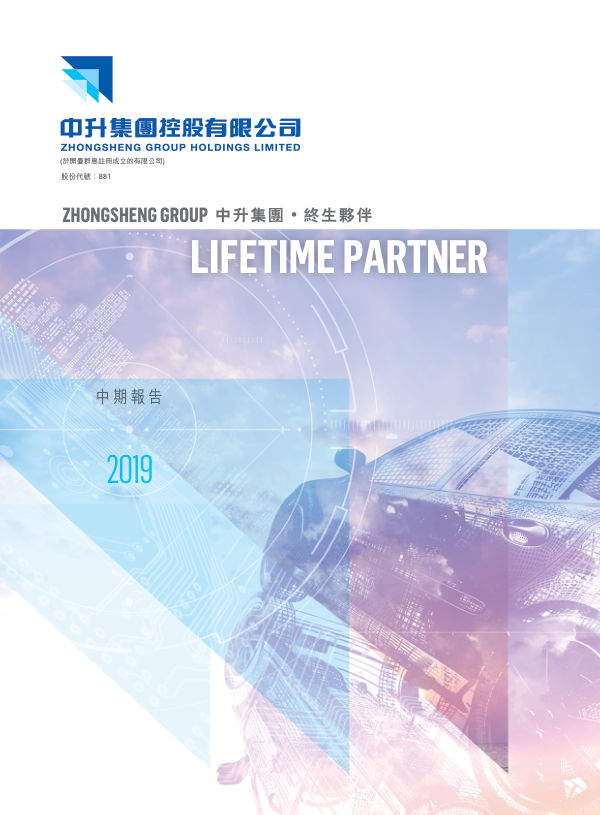 中升集團控股有限公司
ZHONGSHENG GROUP HOLDINGS LIMITED
(於開曼群島註冊成立的有限公司)
股份代號：881
ZHONGSHENG GROUP 中升集團•終生夥伴
LIFETIME PARTNER
中期報告
2019